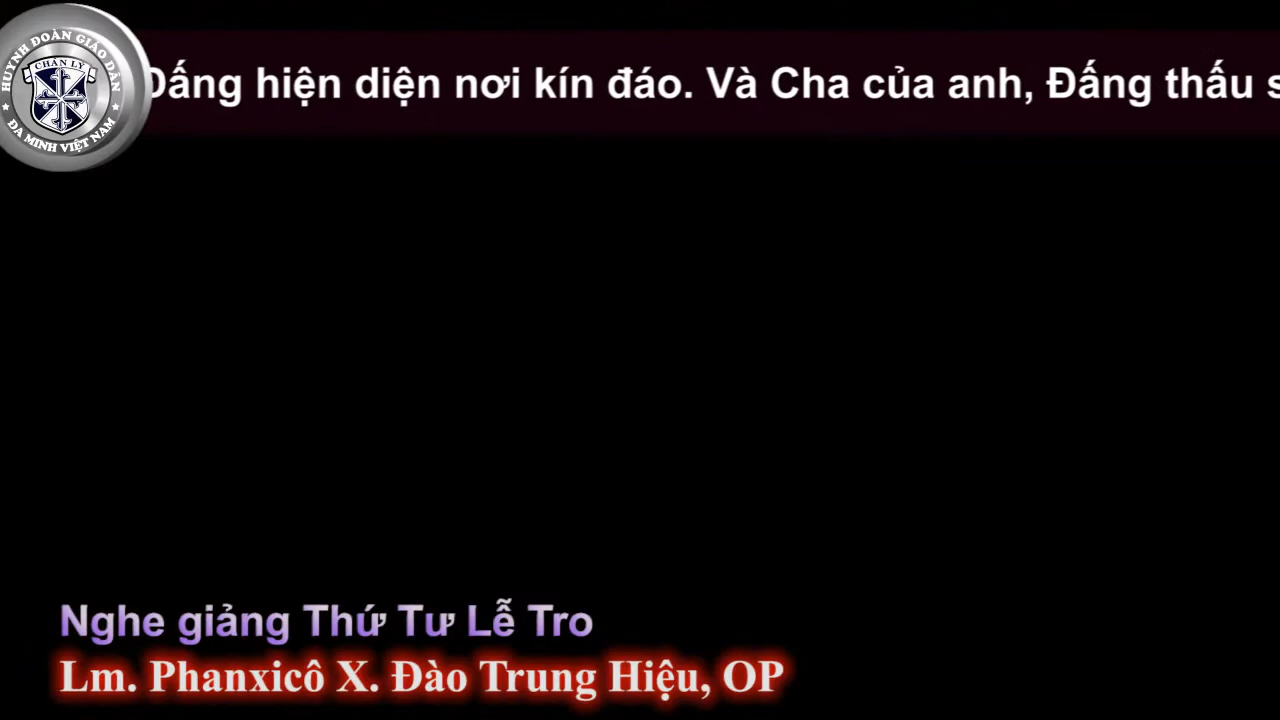 HUYNH ĐOÀN GIÁO DÂN
CHÂN LÝ
ĐA MINH VIỆT NAM
Đấng hiện diện nơi kín đáo. Và Cha của anh, Đấng thấu
Nghe giảng Thứ Tư Lễ Tro
Lm. Phanxicô X. Đào Trung Hiệu, OP